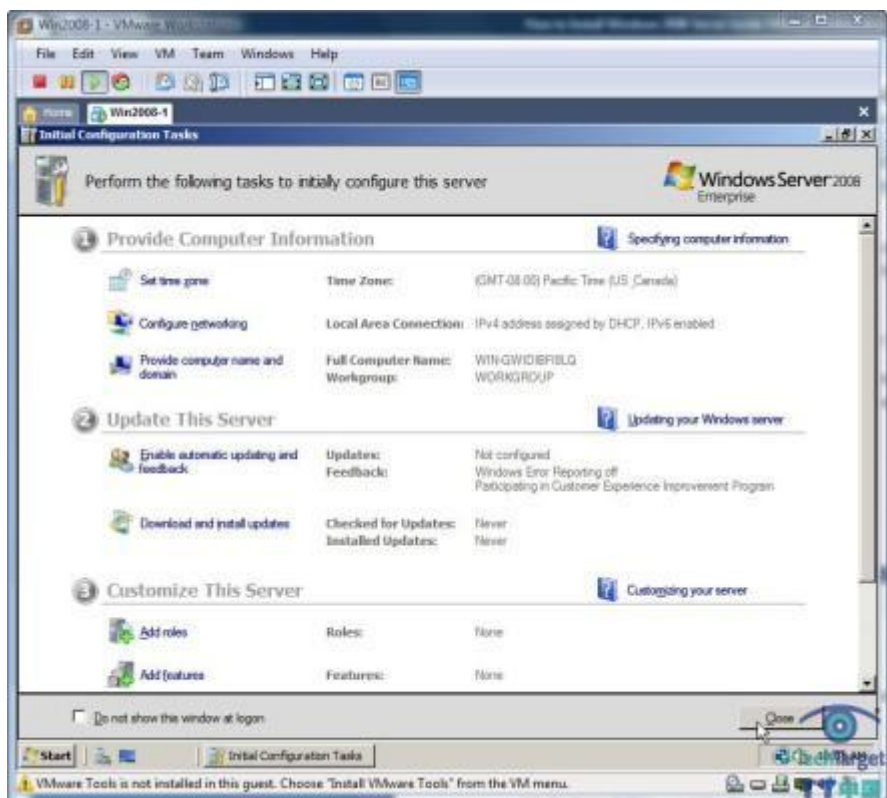 Win2008-1 - VMware
File Edit View VM Team Windows Help
Home Win2008-1
Initial Configuration Tasks
Perform the following tasks to initially configure this server
Windows Server 2008
Enterprise
1 Provide Computer Information
Specifying computer information
Set time zone
Time Zone:
(GMT-08:00) Pacific Time (US Canada)
Configure networking
Local Area Connection:
IPv4 address assigned by DHCP, IPv6 enabled
Provide computer name and domain
Full Computer Name:
Workgroup:
WORKGROUP
2 Update This Server
Updating your Windows server
Enable automatic updating and feedback
Updates:
Not configured
Feedback:
Windows Error Reporting off
Participating in Customer Experience Improvement Program
Download and install updates
Checked for Updates:
Never
Installed Updates:
Never
3 Customize This Server
Customizing your server
Add roles
Roles:
None
Add features
Features:
None
Do not show this window at logon
Close
Start
Initial Configuration Tasks
TechTarget
VMware Tools is not installed in this guest. Choose "Install VMware Tools" from the VM menu.